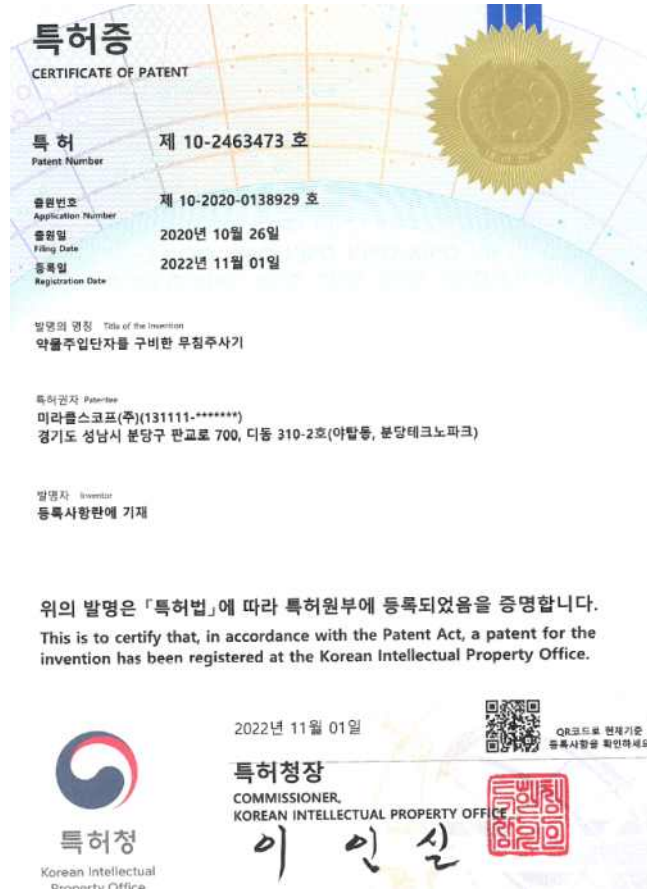 특허증
CERTIFICATE OF PATENT
특 허 제 10-2463473 호
Patent Number
출원번호 제 10-2020-0138929 호
Application Number
출원일 2020년 10월 26일
Filing Date
등록일 2022년 11월 01일
Registration Date
발명의 명칭 Title of the Invention
약물주입단자를 구비한 무침주사기
특허권자 Patentee
미라클스코프(주)(131111-*******)
경기도 성남시 분당구 판교로 700, 디동 310-2호(야탑동, 분당테크노파크)
발명자 Inventor
등록사항란에 기재
위의 발명은 「특허법」에 따라 특허원부에 등록되었음을 증명합니다.
This is to certify that, in accordance with the Patent Act, a patent for the
invention has been registered at the Korean Intellectual Property Office.
2022년 11월 01일
QR코드로 현재기준
등록사항을 확인하세요
특허청장
COMMISSIONER,
KOREAN INTELLECTUAL PROPERTY OFFICE
이 인 실
특허청
Korean Intellectual
Property Office